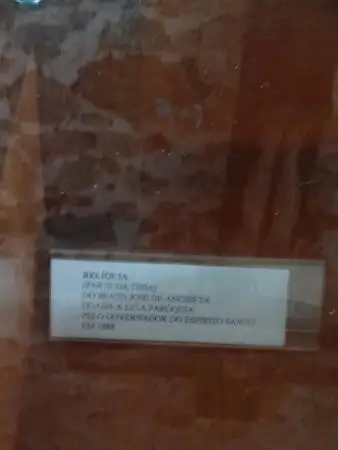 RELÍQUIA
(PARTE DA TÍBIA)
DO BEATO JOSÉ DE ANCHIETA
DOADA A ESTA PARÓQUIA
PELO GOVERNADOR DO ESPÍRITO SANTO
EM